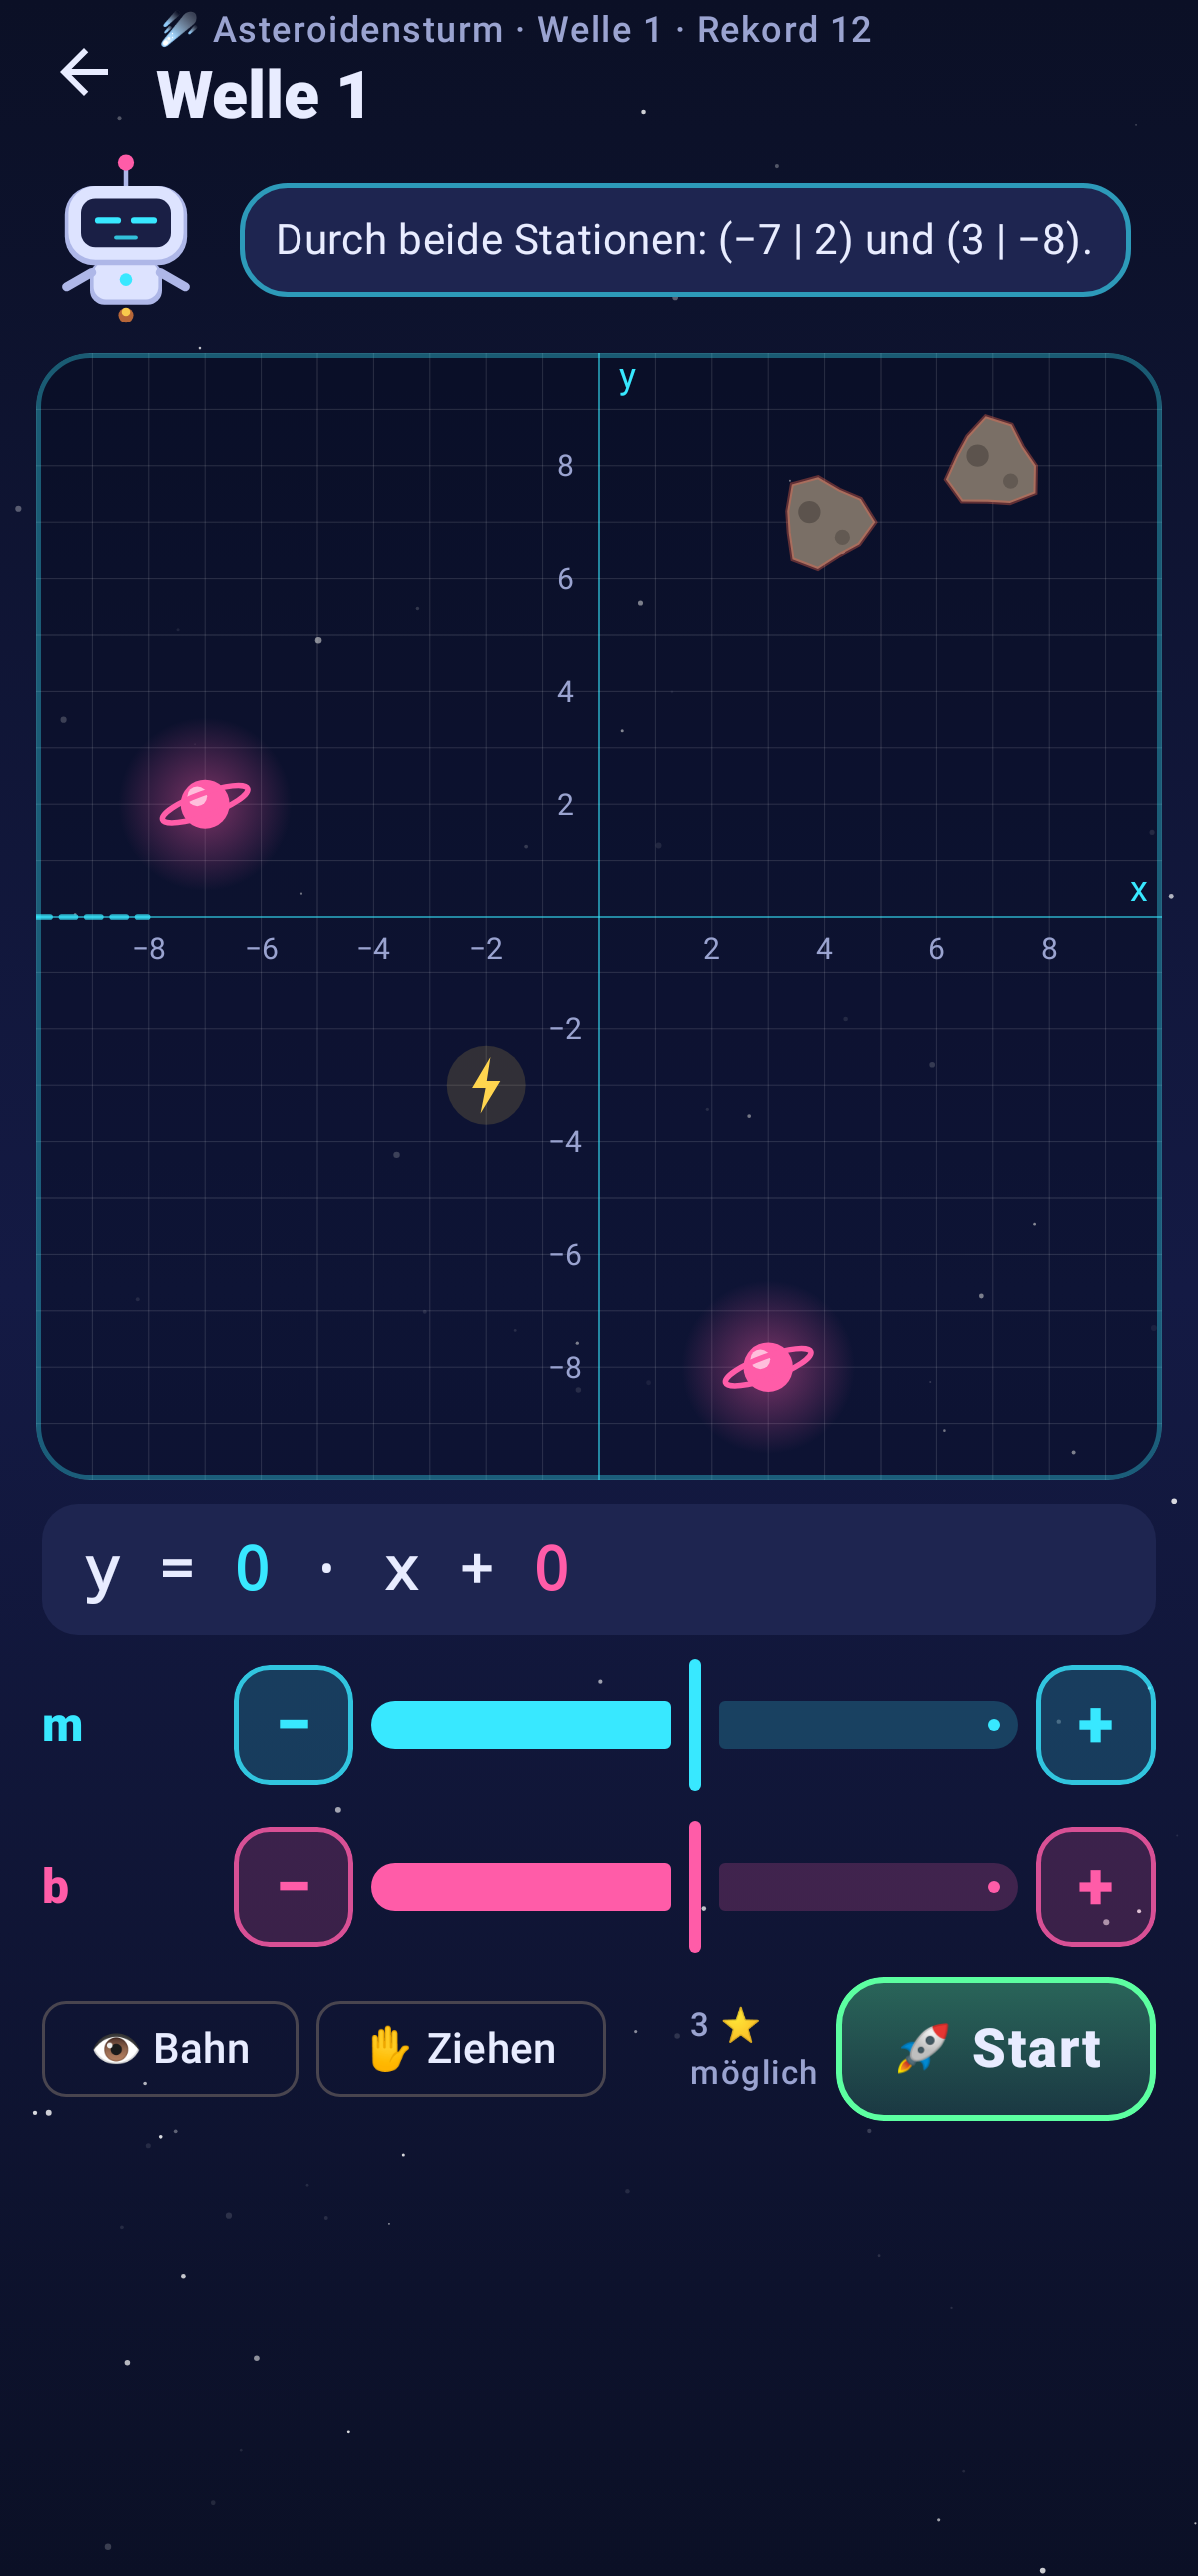 ☄️ Asteroidensturm · Welle 1 · Rekord 12
Welle 1
Durch beide Stationen: (−7 | 2) und (3 | −8).
y
8
6
4
2
x
−8 −6 −4 −2 2 4 6 8
−2
−4
−6
−8
y = 0 · x + 0
m − +
b − +
👁️ Bahn ✋ Ziehen 3 ⭐ möglich 🚀 Start